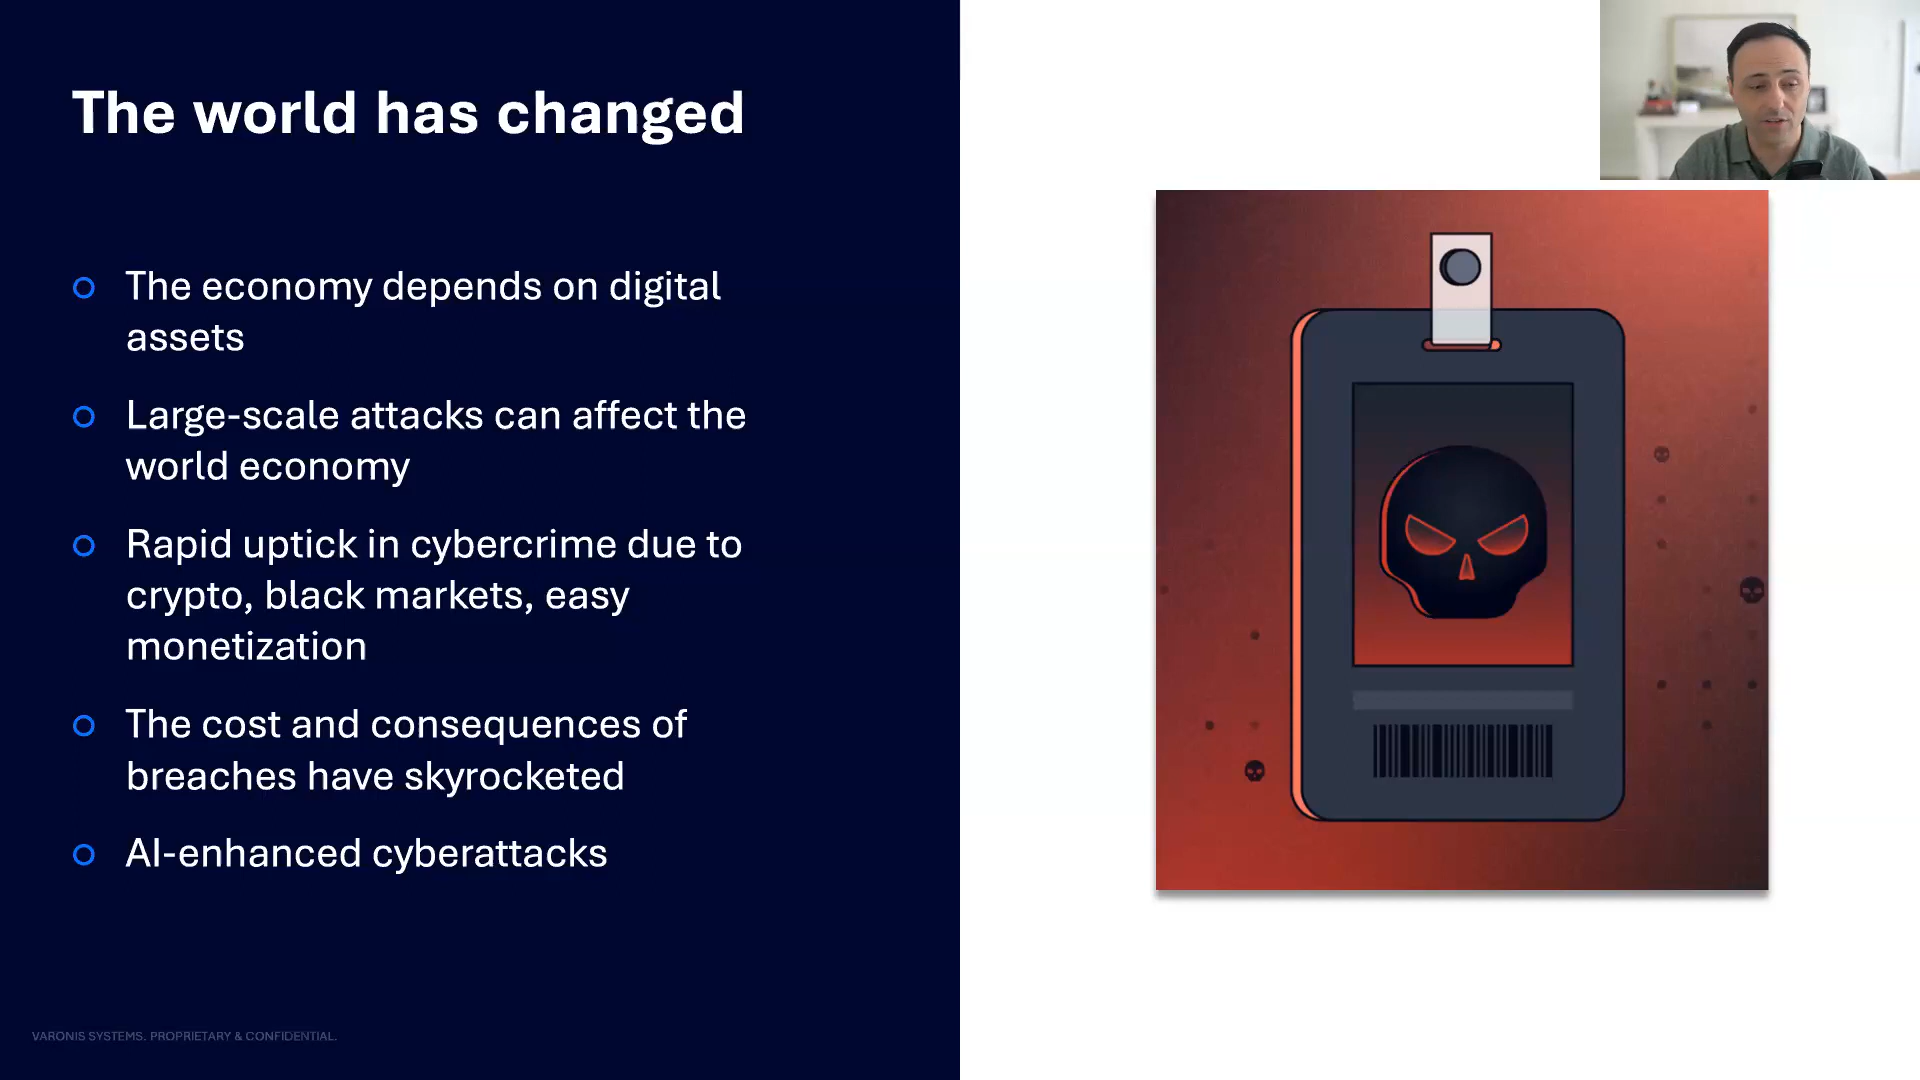 The world has changed
The economy depends on digital
assets
Large-scale attacks can affect the
world economy
Rapid uptick in cybercrime due to
crypto, black markets, easy
monetization
The cost and consequences of
breaches have skyrocketed
AI-enhanced cyberattacks
VARONIS SYSTEMS. PROPRIETARY & CONFIDENTIAL.